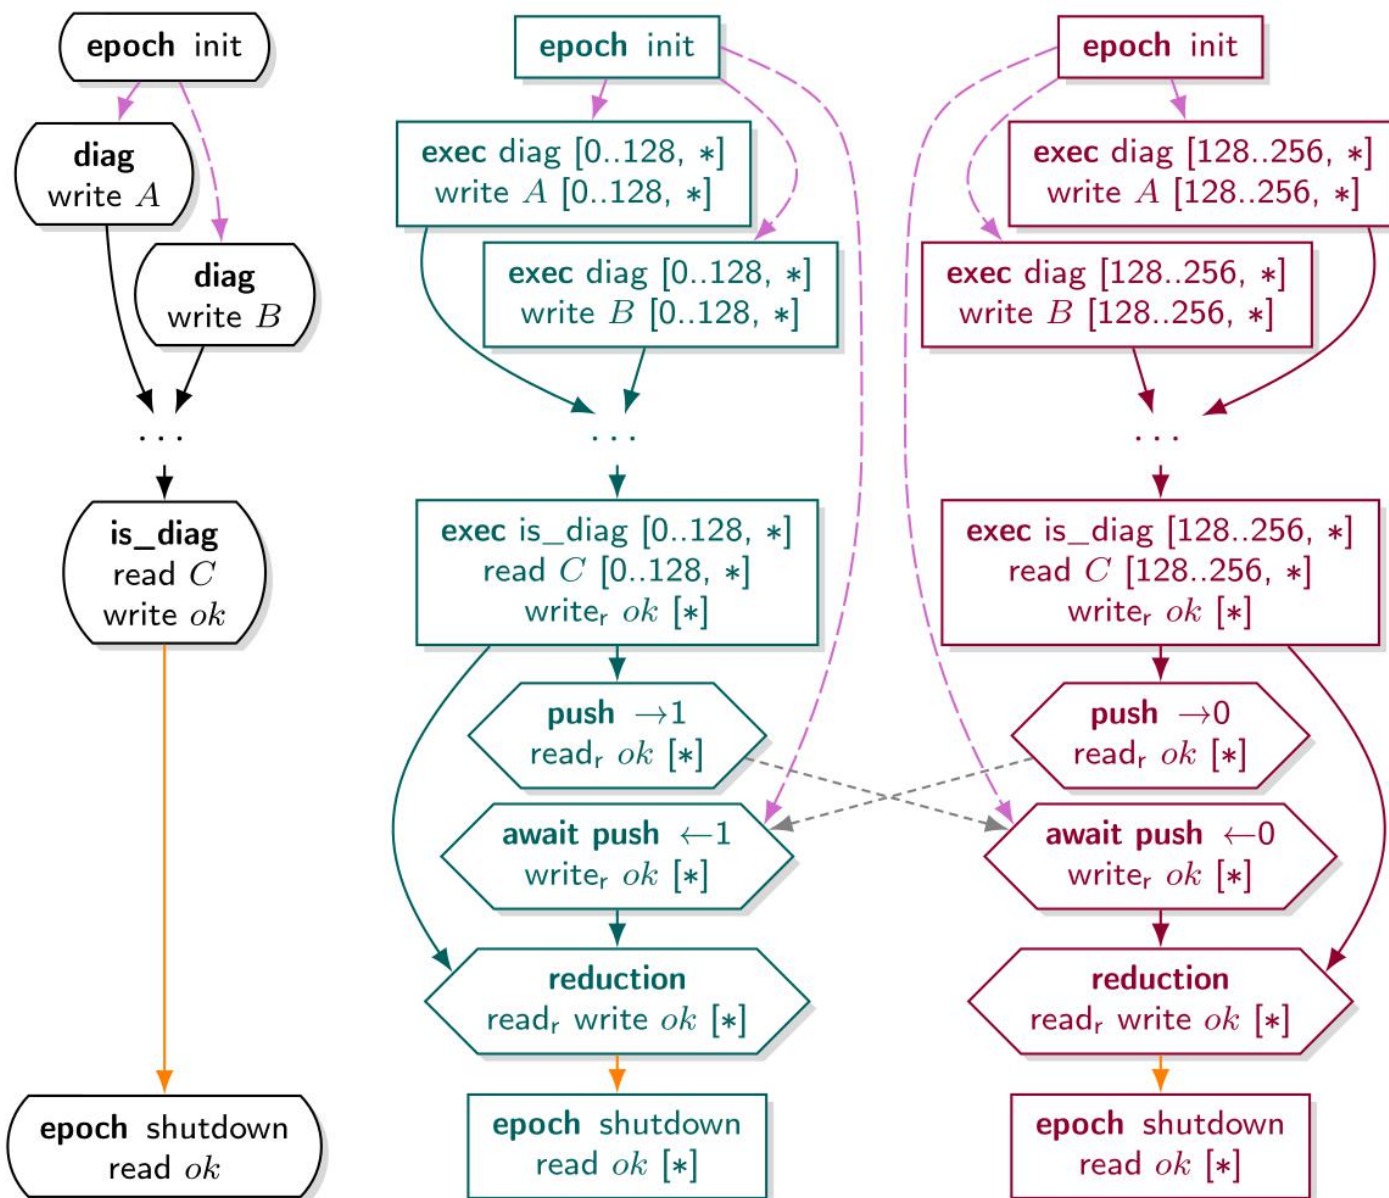 epoch init
diag
write A
diag
write B
...
is_diag
read C
write ok
epoch shutdown
read ok
epoch init
exec diag [0..128, *]
write A [0..128, *]
exec diag [0..128, *]
write B [0..128, *]
...
exec is_diag [0..128, *]
read C [0..128, *]
writeᵣ ok [*]
push →1
readᵣ ok [*]
await push ←1
writeᵣ ok [*]
reduction
readᵣ write ok [*]
epoch shutdown
read ok [*]
epoch init
exec diag [128..256, *]
write A [128..256, *]
exec diag [128..256, *]
write B [128..256, *]
...
exec is_diag [128..256, *]
read C [128..256, *]
writeᵣ ok [*]
push →0
readᵣ ok [*]
await push ←0
writeᵣ ok [*]
reduction
readᵣ write ok [*]
epoch shutdown
read ok [*]